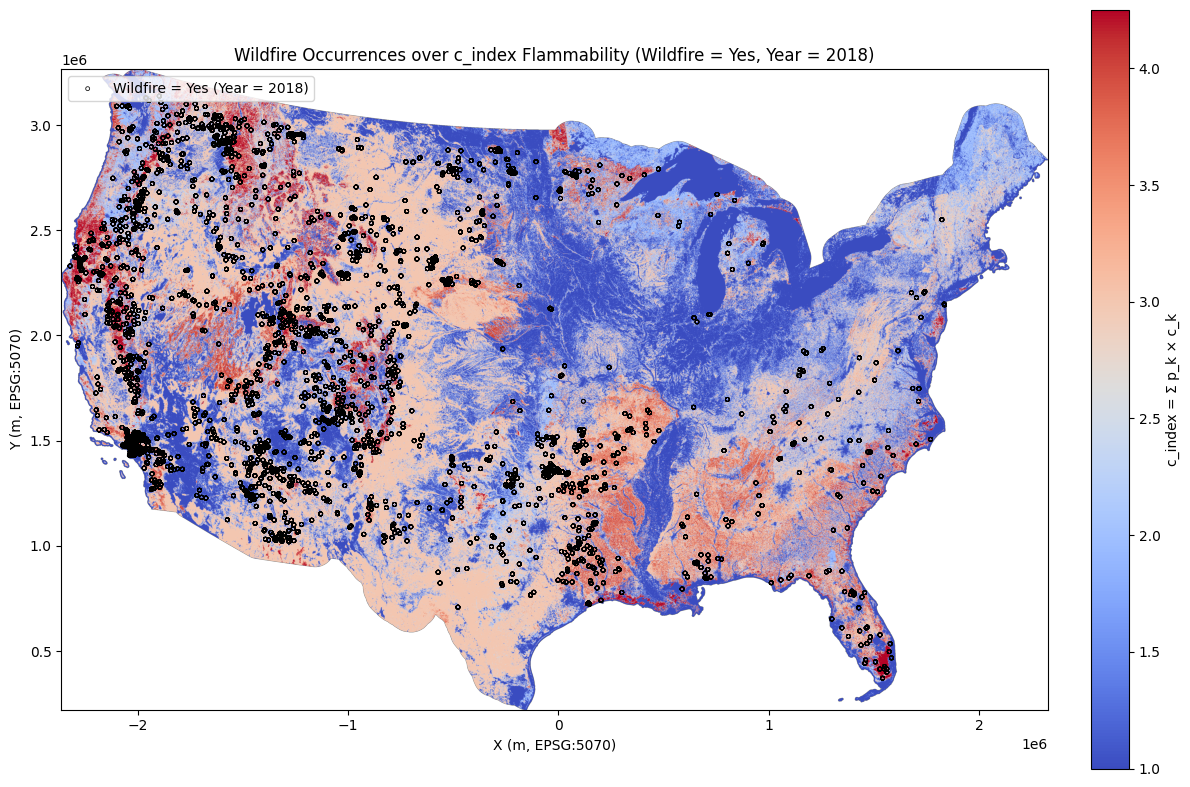 Wildfire Occurrences over c_index Flammability (Wildfire = Yes, Year = 2018)
1e6
Wildfire = Yes (Year = 2018)
3.0
2.5
2.0
1.5
1.0
0.5
Y (m, EPSG:5070)
−2
−1
0
1
2
1e6
X (m, EPSG:5070)
4.0
3.5
3.0
2.5
2.0
1.5
1.0
c_index = Σ p_k × c_k